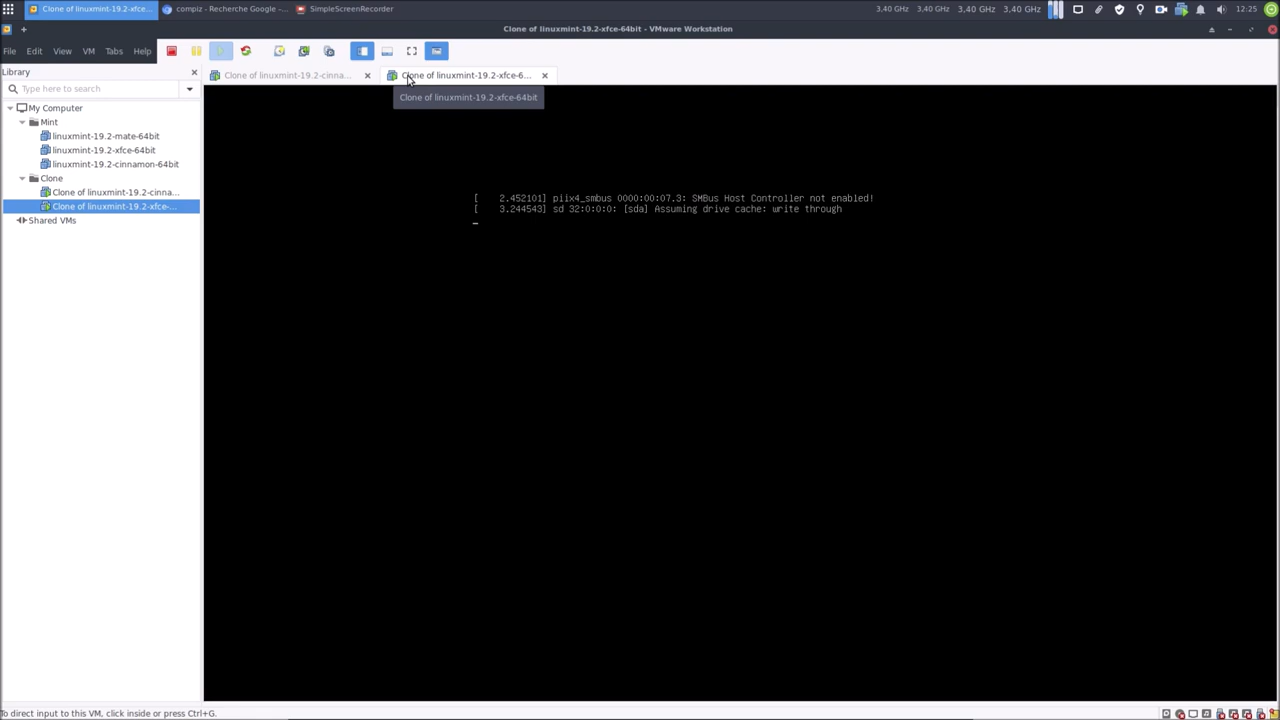 Clone of linuxmint-19.2-xfce...
compiz - Recherche Google -...
SimpleScreenRecorder
3,40 GHz 3,40 GHz 3,40 GHz 3,40 GHz
12:25
Clone of linuxmint-19.2-xfce-64bit - VMware Workstation
File Edit View VM Tabs Help
Library
Clone of linuxmint-19.2-cinna...
Clone of linuxmint-19.2-xfce-6...
Type here to search
Clone of linuxmint-19.2-xfce-64bit
My Computer
Mint
linuxmint-19.2-mate-64bit
linuxmint-19.2-xfce-64bit
linuxmint-19.2-cinnamon-64bit
Clone
Clone of linuxmint-19.2-cinna...
Clone of linuxmint-19.2-xfce-...
Shared VMs
[    2.452101] piix4_smbus 0000:00:07.3: SMBus Host Controller not enabled!
[    3.244543] sd 32:0:0:0: [sda] Assuming drive cache: write through
To direct input to this VM, click inside or press Ctrl+G.